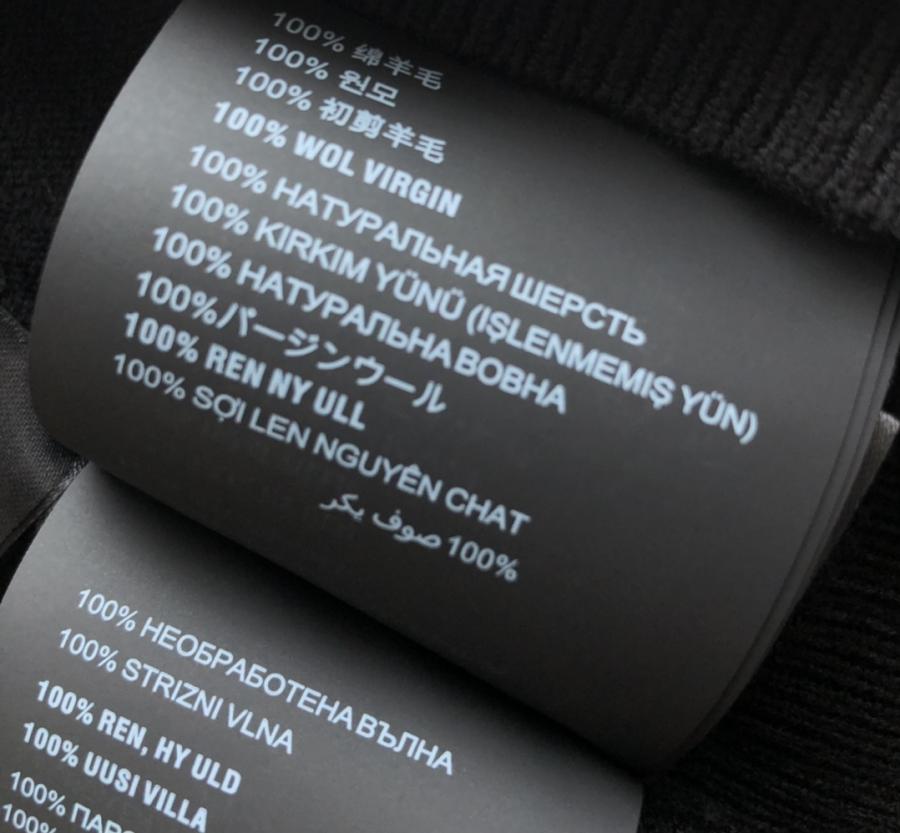 100% 绵羊毛
100% 원모
100% 初剪羊毛
100% WOL VIRGIN
100% НАТУРАЛЬНАЯ ШЕРСТЬ
100% KIRKIM YÜNÜ (IŞLENMEMIŞ YÜN)
100% НАТУРАЛЬНА ВОВНА
100%バージンウール
100% REN NY ULL
100% SỢI LEN NGUYÊN CHAT
100% صوف بكر
100% НЕОБРАБОТЕНА ВЪЛНА
100% STRIZNI VLNA
100% REN, HY ULD
100% UUSI VILLA
100%
100%